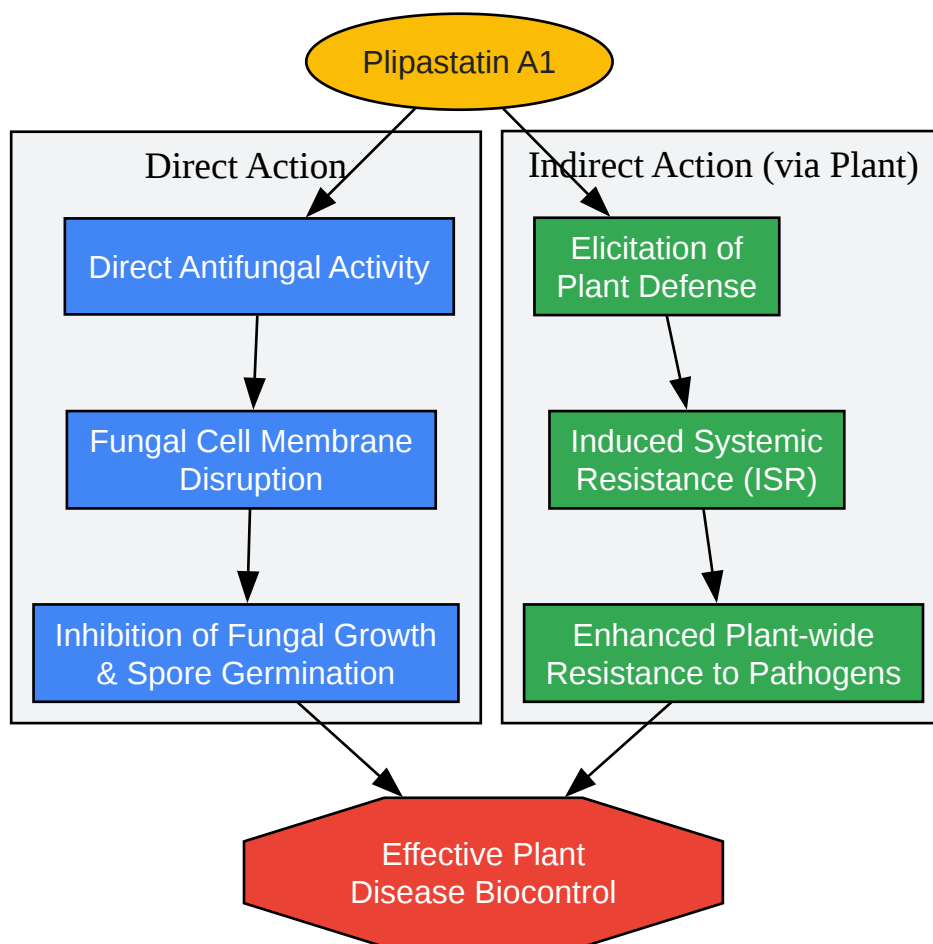 Plipastatin A1
Direct Action
Direct Antifungal Activity
Fungal Cell Membrane
Disruption
Inhibition of Fungal Growth
& Spore Germination
Indirect Action (via Plant)
Elicitation of
Plant Defense
Induced Systemic
Resistance (ISR)
Enhanced Plant-wide
Resistance to Pathogens
Effective Plant
Disease Biocontrol